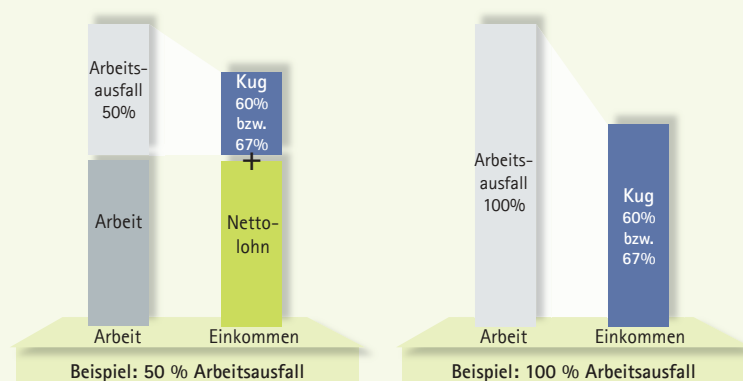 Arbeits-
ausfall
50%
Kug
60%
bzw.
67%
+
Arbeit
Netto-
lohn
Arbeit
Einkommen
Beispiel: 50 % Arbeitsausfall
Arbeits-
ausfall
100%
Kug
60%
bzw.
67%
Arbeit
Einkommen
Beispiel: 100 % Arbeitsausfall